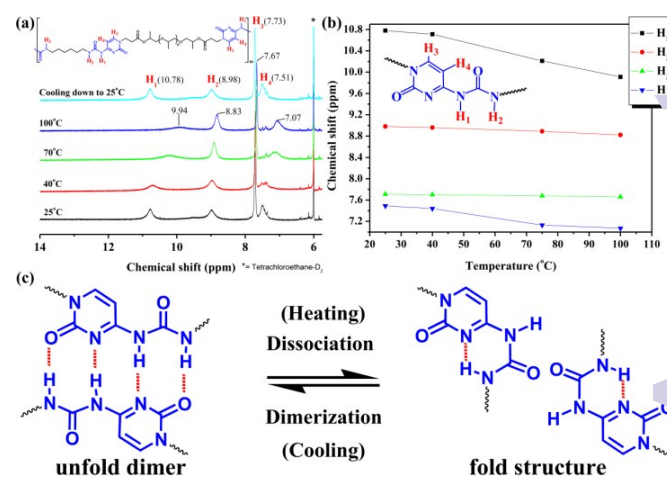 (a)
H₃(7.73)
7.67
*
H₁(10.78)
H₂(8.98)
H₄(7.51)
Cooling down to 25°C
9.94
8.83
7.07
100°C
70°C
40°C
25°C
14 12 10 8 6
Chemical shift (ppm) *= Tetrachloroethane-D₂
(b)
10.8
10.4
10.0
9.6
9.2
8.8
8.4
8.0
7.6
7.2
Chemical shift (ppm)
20 30 40 50 60 70 80 90 100 110
Temperature (°C)
H
H
H
H
H₃
H₄
N
N
O
O
N
H₁
N
H₂
(c)
N
O
N
O
N
H
N
H
H
N
O
H
N
N
O
N
unfold dimer
(Heating)
Dissociation
Dimerization
(Cooling)
N
O
N
N
H
H
N
O
O
N
H
N
H
N
O
N
fold structure